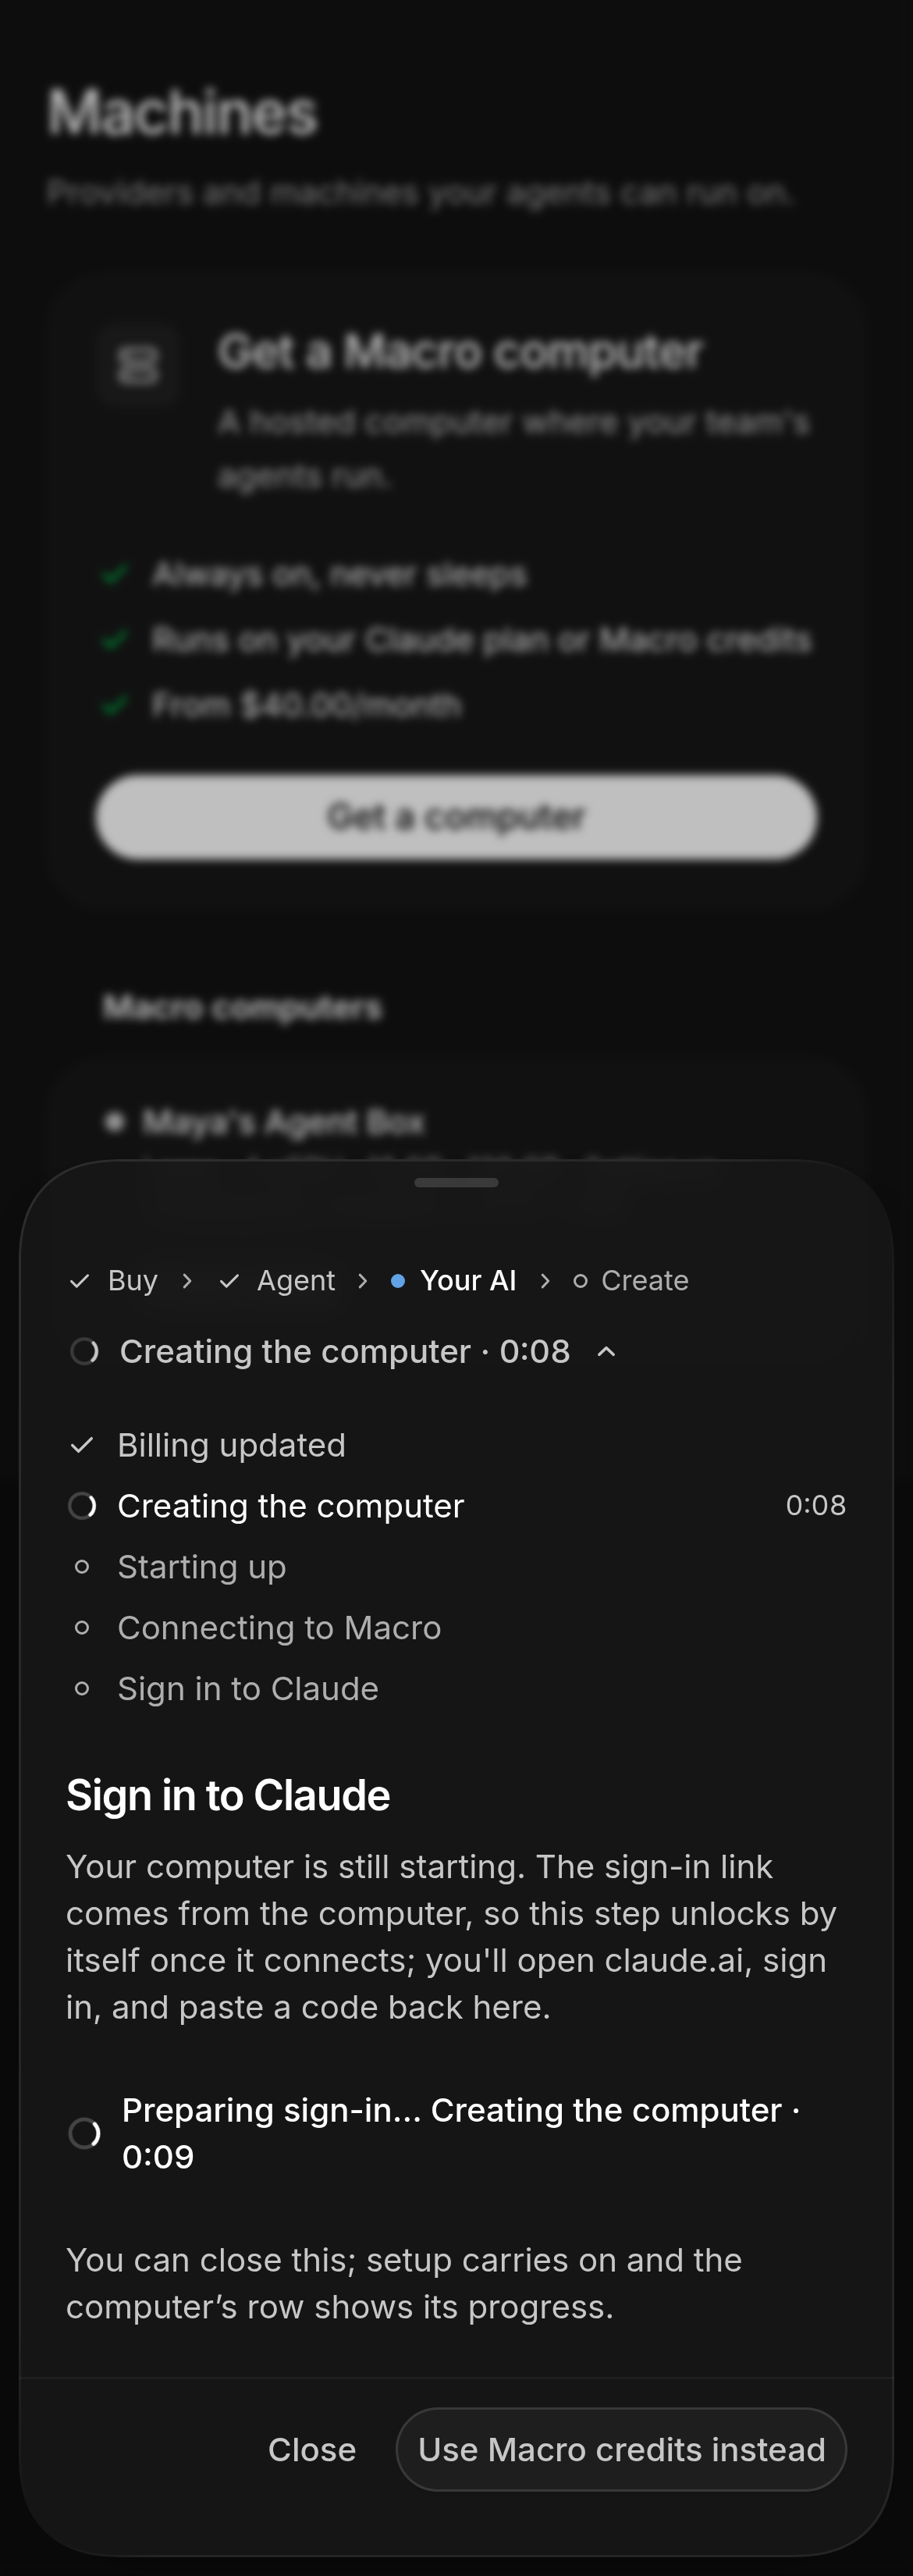 Machines
Providers and machines your agents can run on.
Get a Macro computer
A hosted computer where your team's
agents run.
Always on, never sleeps
Runs on your Claude plan or Macro credits
From $40.00/month
Get a computer
Macro computers
Maya's Agent Box
Buy
Agent
Your AI
Create
Creating the computer · 0:08
Billing updated
Creating the computer 0:08
Starting up
Connecting to Macro
Sign in to Claude
Sign in to Claude
Your computer is still starting. The sign-in link
comes from the computer, so this step unlocks by
itself once it connects; you'll open claude.ai, sign
in, and paste a code back here.
Preparing sign-in... Creating the computer ·
0:09
You can close this; setup carries on and the
computer’s row shows its progress.
Close
Use Macro credits instead